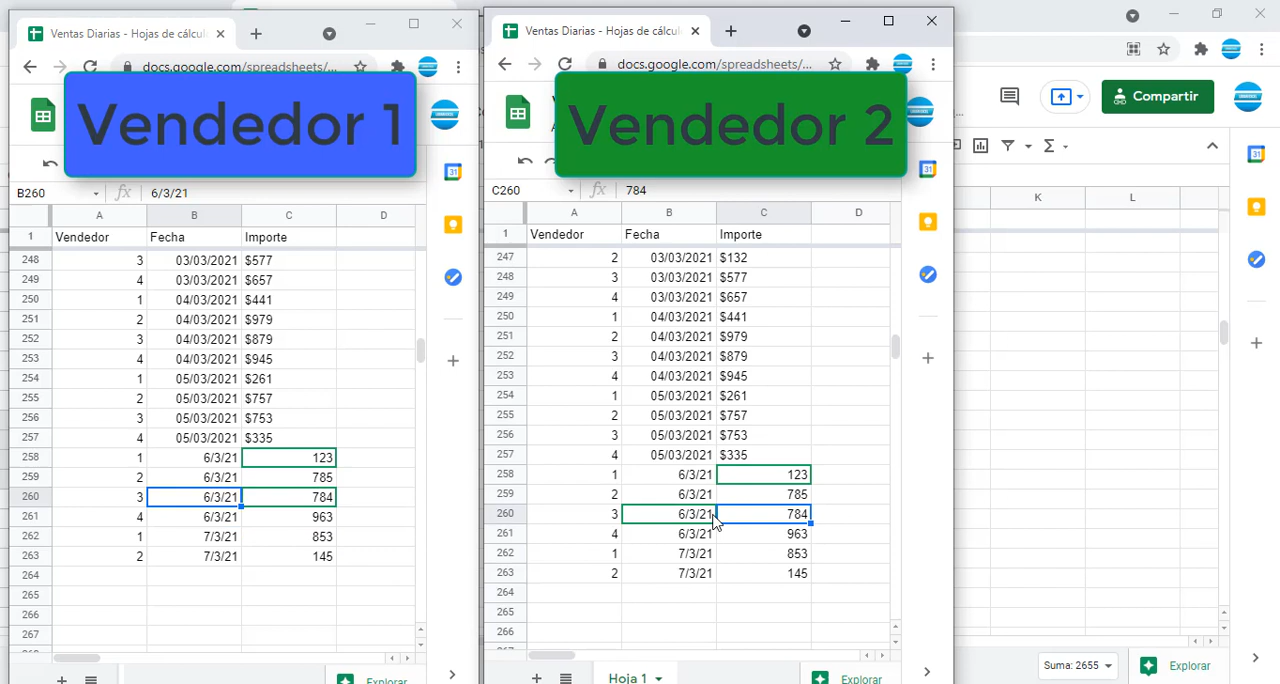 Ventas Diarias - Hojas de cálcu
docs.google.com/spreadsheets/...
Vendedor 1
B260 fx 6/3/21
A B C D
1 Vendedor Fecha Importe
248 3 03/03/2021 $577
249 4 03/03/2021 $657
250 1 04/03/2021 $441
251 2 04/03/2021 $979
252 3 04/03/2021 $879
253 4 04/03/2021 $945
254 1 05/03/2021 $261
255 2 05/03/2021 $757
256 3 05/03/2021 $753
257 4 05/03/2021 $335
258 1 6/3/21 123
259 2 6/3/21 785
260 3 6/3/21 784
261 4 6/3/21 963
262 1 7/3/21 853
263 2 7/3/21 145
264
265
266
267
Explorar
Ventas Diarias - Hojas de cálcu
docs.google.com/spreadsheets/...
Vendedor 2
C260 fx 784
A B C D
1 Vendedor Fecha Importe
247 2 03/03/2021 $132
248 3 03/03/2021 $577
249 4 03/03/2021 $657
250 1 04/03/2021 $441
251 2 04/03/2021 $979
252 3 04/03/2021 $879
253 4 04/03/2021 $945
254 1 05/03/2021 $261
255 2 05/03/2021 $757
256 3 05/03/2021 $753
257 4 05/03/2021 $335
258 1 6/3/21 123
259 2 6/3/21 785
260 3 6/3/21 784
261 4 6/3/21 963
262 1 7/3/21 853
263 2 7/3/21 145
264
265
266
Hoja 1 Explorar
Compartir
K L
Suma: 2655 Explorar